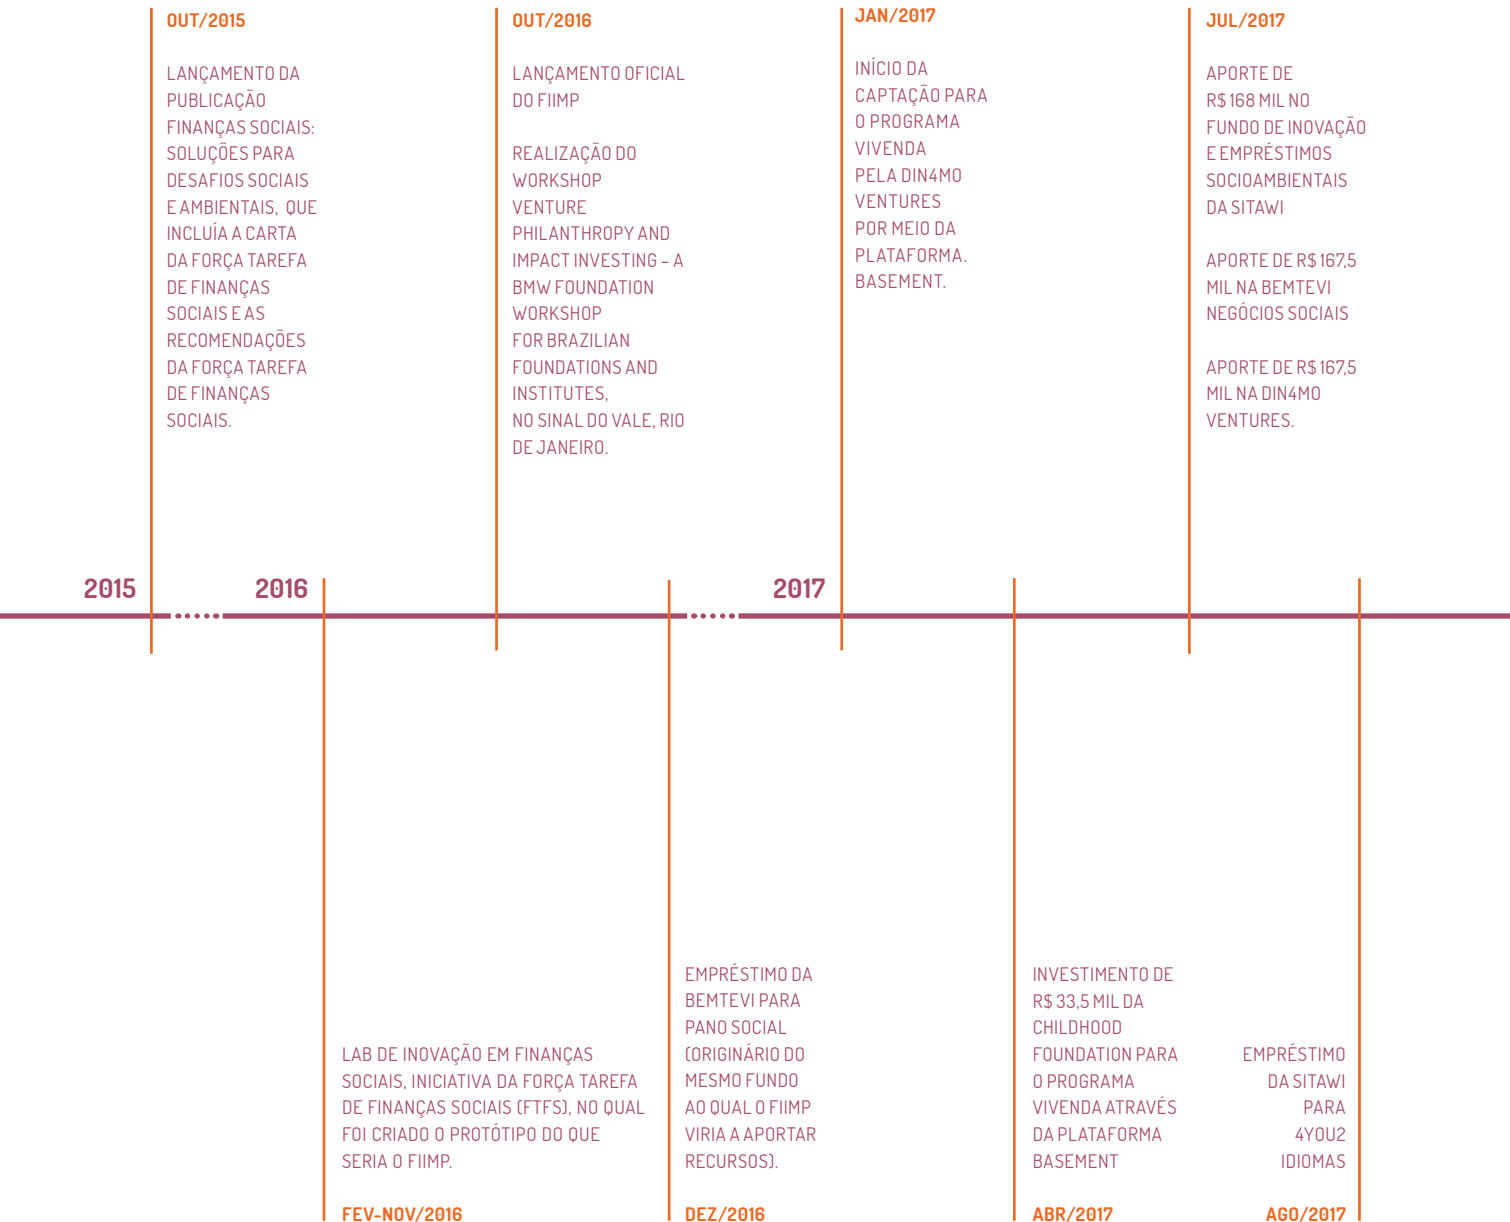 OUT/2015
LANÇAMENTO DA
PUBLICAÇÃO
FINANÇAS SOCIAIS:
SOLUÇÕES PARA
DESAFIOS SOCIAIS
E AMBIENTAIS, QUE
INCLUÍA A CARTA
DA FORÇA TAREFA
DE FINANÇAS
SOCIAIS E AS
RECOMENDAÇÕES
DA FORÇA TAREFA
DE FINANÇAS
SOCIAIS.
OUT/2016
LANÇAMENTO OFICIAL
DO FIIMP
REALIZAÇÃO DO
WORKSHOP
VENTURE
PHILANTHROPY AND
IMPACT INVESTING – A
BMW FOUNDATION
WORKSHOP
FOR BRAZILIAN
FOUNDATIONS AND
INSTITUTES,
NO SINAL DO VALE, RIO
DE JANEIRO.
JAN/2017
INÍCIO DA
CAPTAÇÃO PARA
O PROGRAMA
VIVENDA
PELA DIN4MO
VENTURES
POR MEIO DA
PLATAFORMA.
BASEMENT.
JUL/2017
APORTE DE
R$ 168 MIL NO
FUNDO DE INOVAÇÃO
E EMPRÉSTIMOS
SOCIOAMBIENTAIS
DA SITAWI
APORTE DE R$ 167,5
MIL NA BEMTEVI
NEGÓCIOS SOCIAIS
APORTE DE R$ 167,5
MIL NA DIN4MO
VENTURES.
2015
2016
2017
LAB DE INOVAÇÃO EM FINANÇAS
SOCIAIS, INICIATIVA DA FORÇA TAREFA
DE FINANÇAS SOCIAIS (FTFS), NO QUAL
FOI CRIADO O PROTÓTIPO DO QUE
SERIA O FIIMP.
FEV-NOV/2016
EMPRÉSTIMO DA
BEMTEVI PARA
PANO SOCIAL
(ORIGINÁRIO DO
MESMO FUNDO
AO QUAL O FIIMP
VIRIA A APORTAR
RECURSOS).
DEZ/2016
INVESTIMENTO DE
R$ 33,5 MIL DA
CHILDHOOD
FOUNDATION PARA
O PROGRAMA
VIVENDA ATRAVÉS
DA PLATAFORMA
BASEMENT
ABR/2017
EMPRÉSTIMO
DA SITAWI
PARA
4YOU2
IDIOMAS
AGO/2017